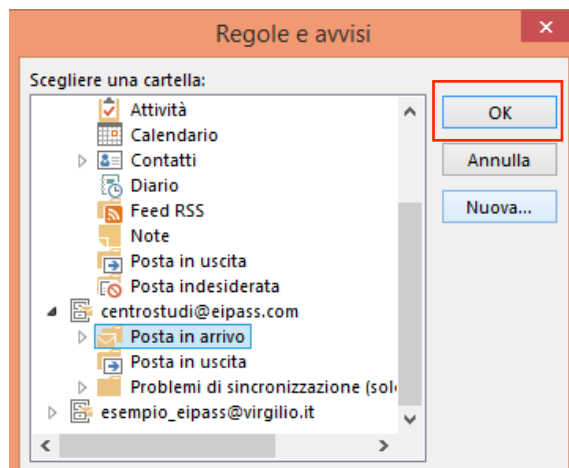 Regole e avvisi
Scegliere una cartella:
Attività
Calendario
Contatti
Diario
Feed RSS
Note
Posta in uscita
Posta indesiderata
centrostudi@eipass.com
Posta in arrivo
Posta in uscita
Problemi di sincronizzazione (sol
esempio_eipass@virgilio.it
OK
Annulla
Nuova...